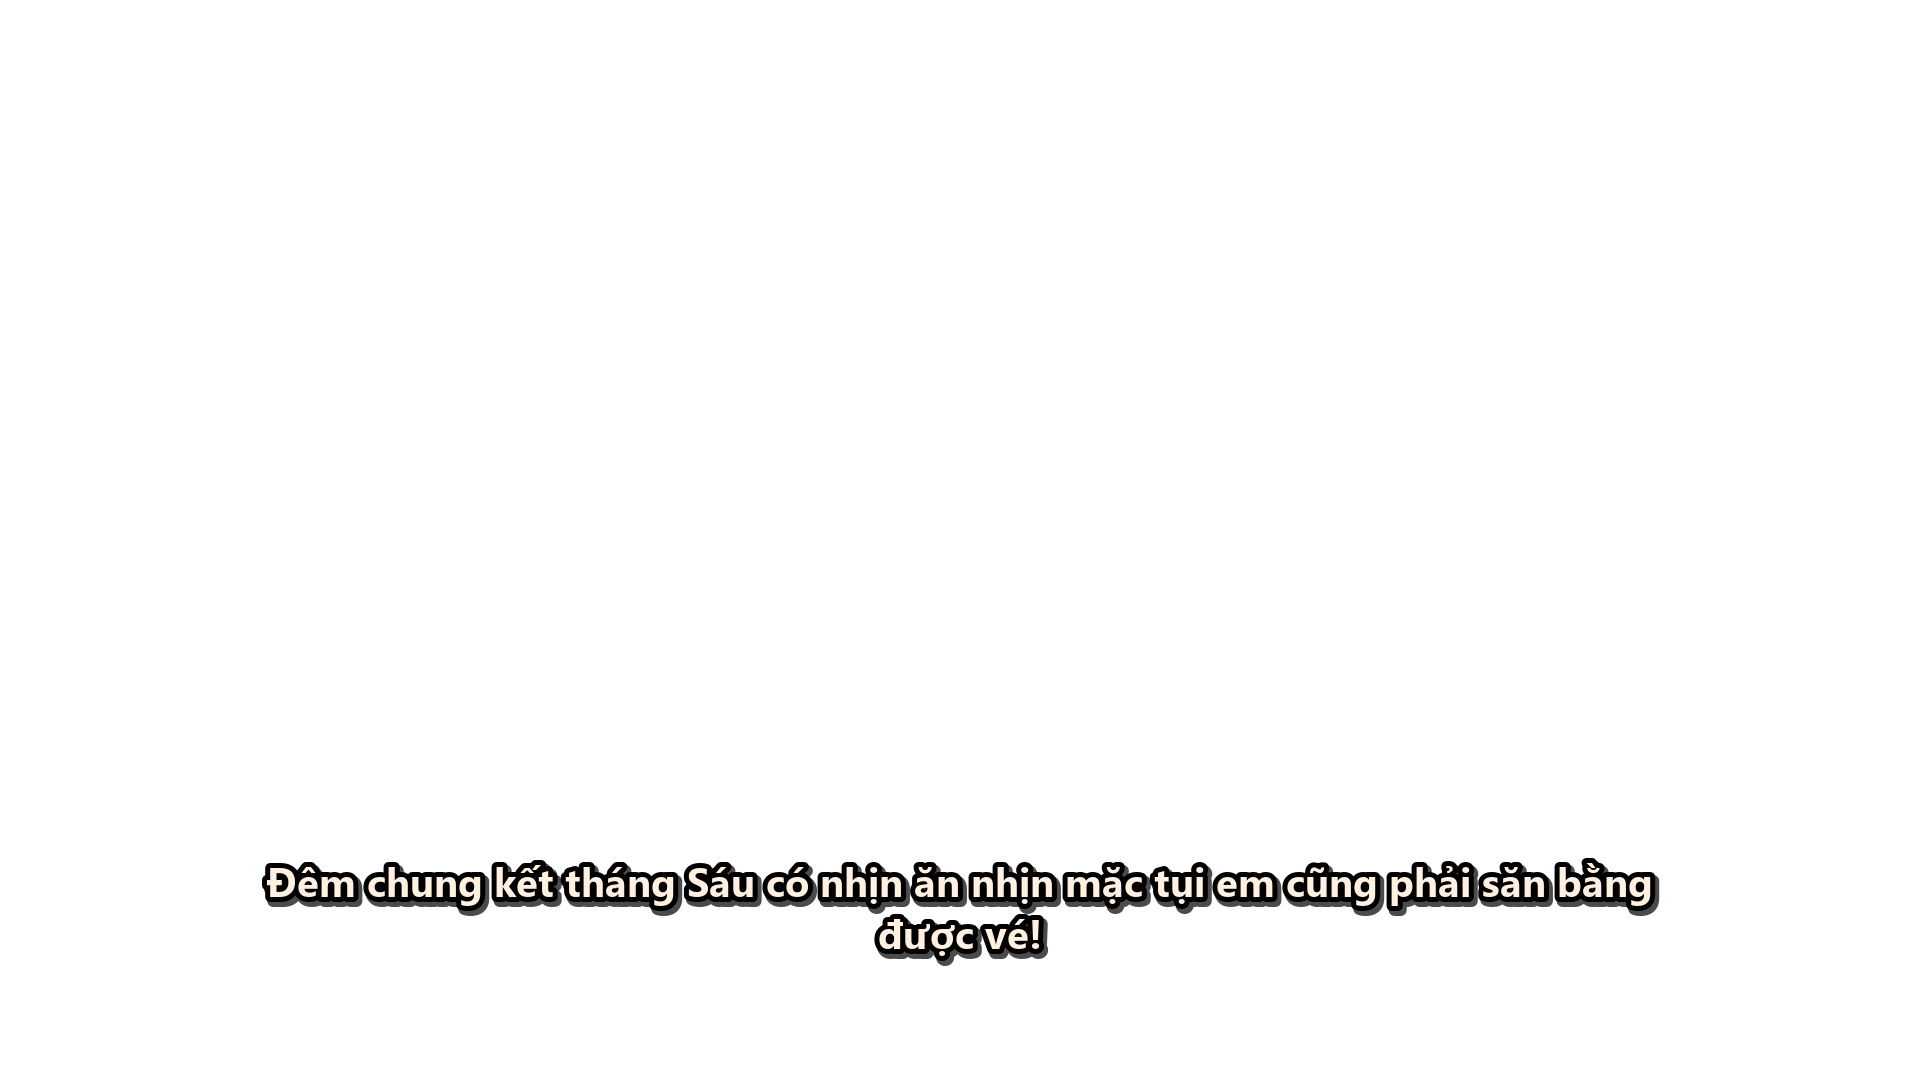 Đêm chung kết tháng Sáu có nhịn ăn nhịn mặc tụi em cũng phải săn bằng
được vé!